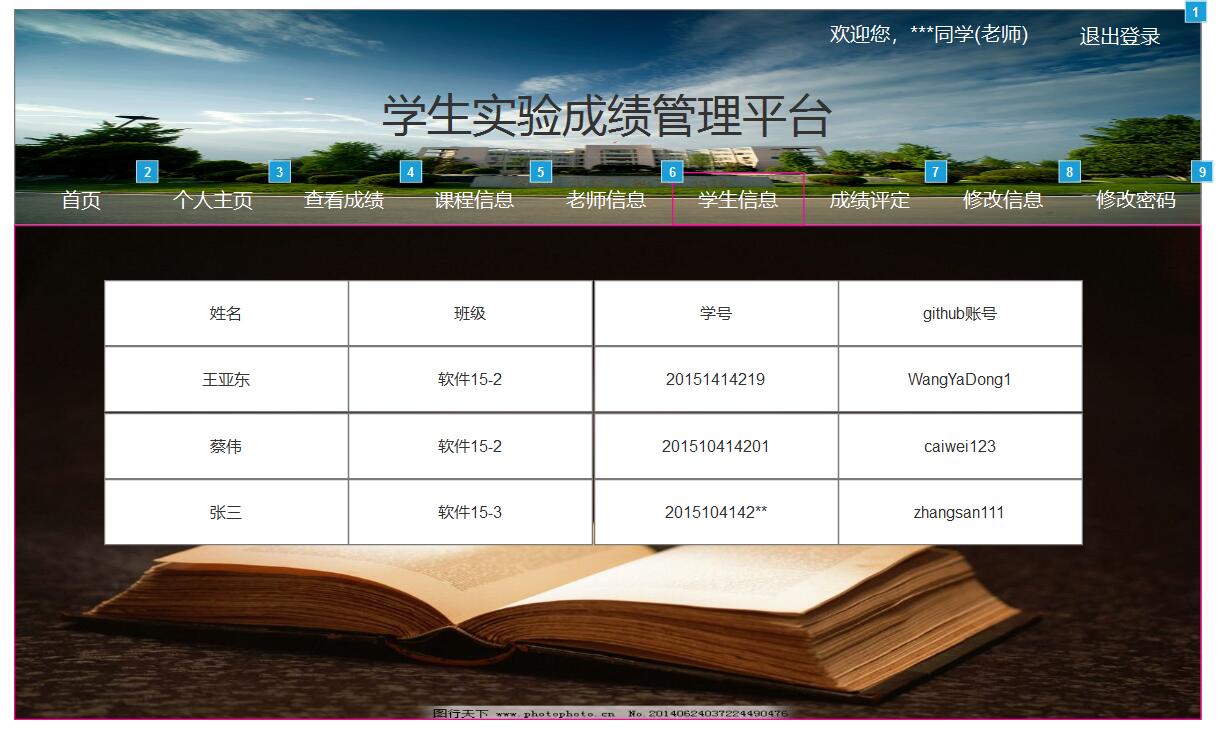 1
欢迎您，***同学(老师) 退出登录
学生实验成绩管理平台
2 3 4 5 6 7 8 9
首页 个人主页 查看成绩 课程信息 老师信息 学生信息 成绩评定 修改信息 修改密码
姓名 班级 学号 github账号
王亚东 软件15-2 20151414219 WangYaDong1
蔡伟 软件15-2 201510414201 caiwei123
张三 软件15-3 2015104142** zhangsan111
图行天下 www.photophoto.cn No.20140624037224490476